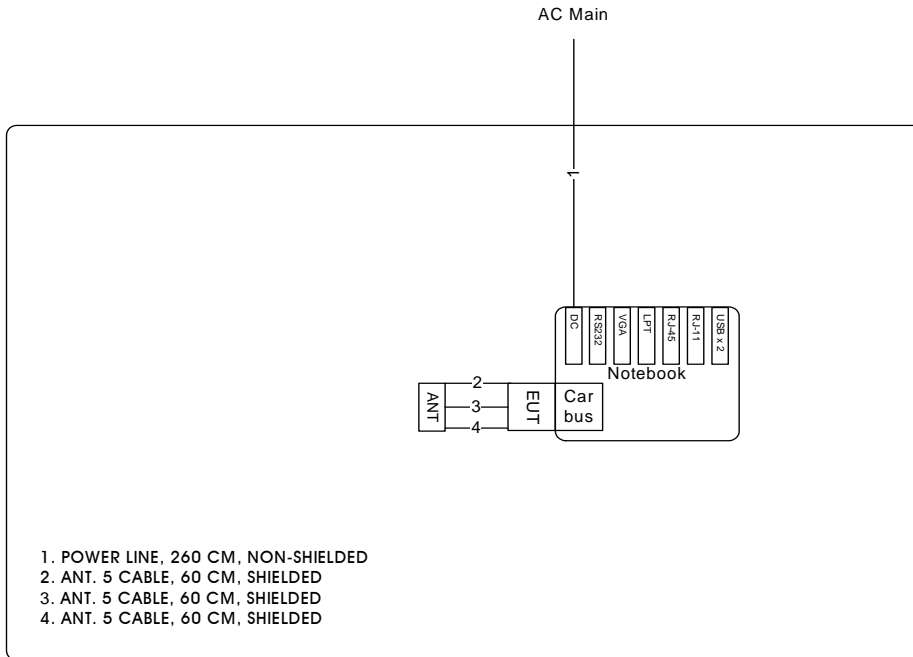 AC Main
1
DC
RS232
VGA
LPT
RJ-45
RJ-11
USB x 2
Notebook
ANT
2
3
4
EUT
Car
bus
1. POWER LINE, 260 CM, NON-SHIELDED
2. ANT. 5 CABLE, 60 CM, SHIELDED
3. ANT. 5 CABLE, 60 CM, SHIELDED
4. ANT. 5 CABLE, 60 CM, SHIELDED